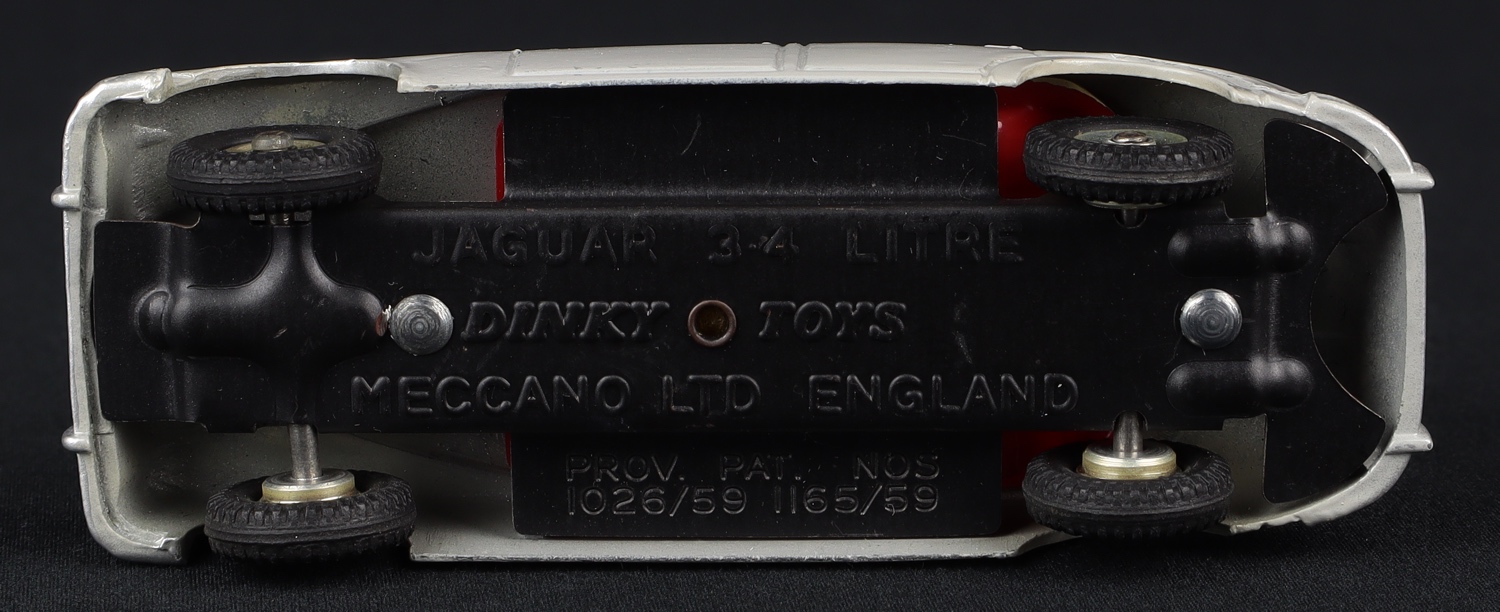 JAGUAR 3·4 LITRE
DINKY TOYS
MECCANO LTD ENGLAND
PROV. PAT. NOS
1026/59 1165/59